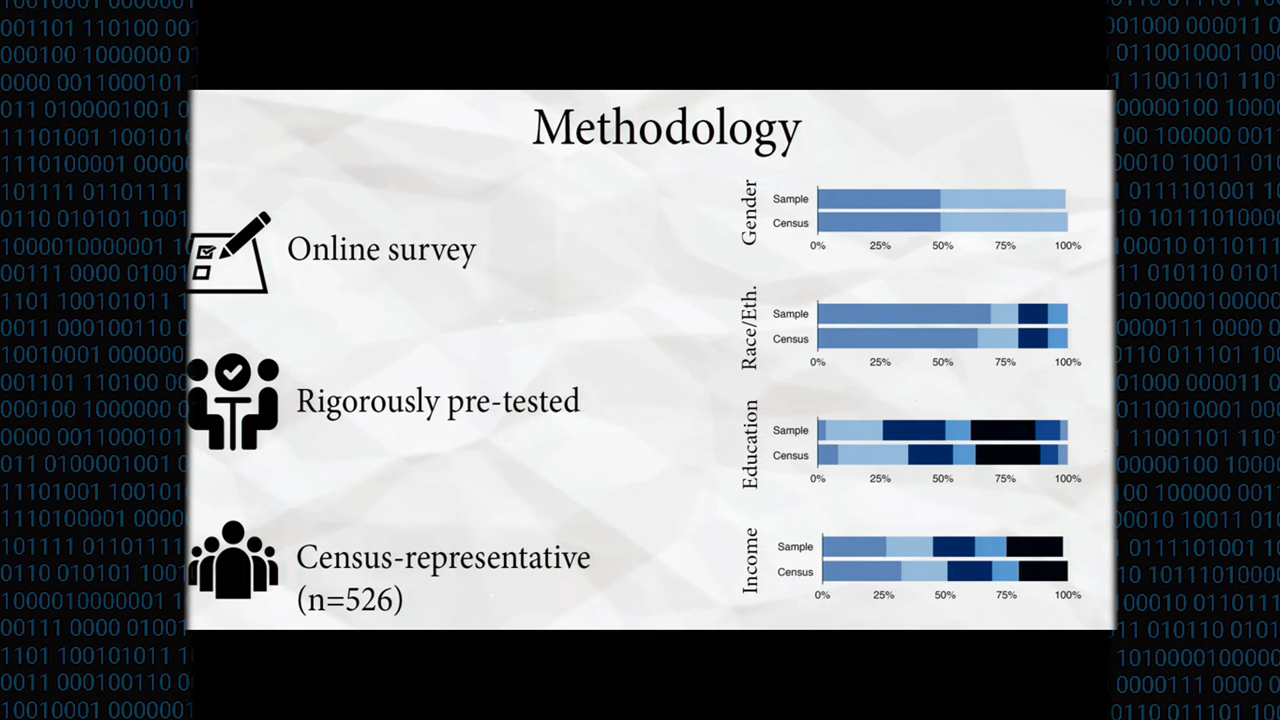 Methodology
Online survey
Rigorously pre-tested
Census-representative
(n=526)
Gender
Sample
Census
0% 25% 50% 75% 100%
Race/Eth.
Sample
Census
0% 25% 50% 75% 100%
Education
Sample
Census
0% 25% 50% 75% 100%
Income
Sample
Census
0% 25% 50% 75% 100%